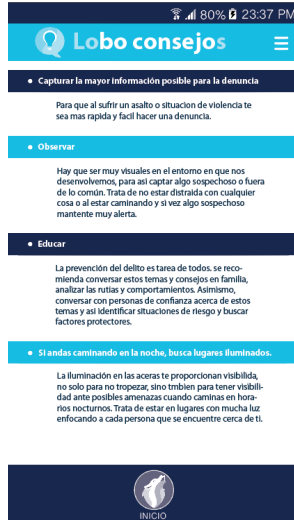 80% 23:37 PM
Lobo consejos
• Capturar la mayor información posible para la denuncia
Para que al sufrir un asalto o situacion de violencia te
sea mas rapida y facil hacer una denuncia.
• Observar
Hay que ser muy visuales en el entorno en que nos
desenvolvemos, para asi captar algo sospechoso o fuera
de lo común. Trata de no estar distraida con cualquier
cosa o al estar caminando y si vez algo sospechoso
mantente muy alerta.
• Educar
La prevención del delito es tarea de todos. se reco-
mienda conversar estos temas y consejos en familia,
analizar las rutias y comportamientos. Asimismo,
conversar con personas de confianza acerca de estos
temas y asi identificar situaciones de riesgo y buscar
factores protectores.
• Si andas caminando en la noche, busca lugares iluminados.
La iluminación en las aceras te proporcionan visibilida,
no solo para no tropezar, sino tmbien para tener visibili-
dad ante posibles amenazas cuando caminas en hora-
rios nocturnos. Trata de estar en lugares con mucha luz
enfocando a cada persona que se encuentre cerca de ti.
INICIO